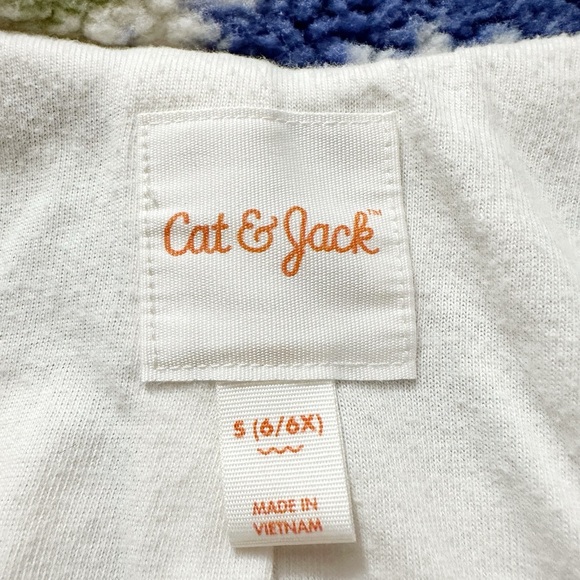 Cat & Jack™
S (6/6X)
MADE IN
VIETNAM